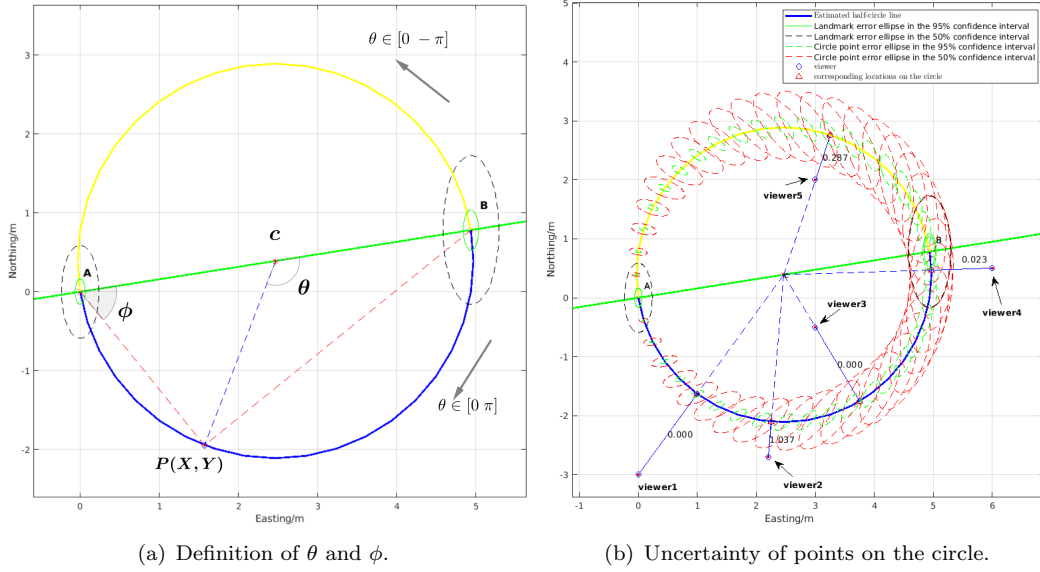 θ ∈ [0 − π]
B
c
A
θ
ϕ
θ ∈ [0 π]
P(X, Y)
3
2
1
0
-1
-2
0
1
2
3
4
5
Northing/m
Easting/m
(a) Definition of θ and ϕ.
Estimated half-circle line
Landmark error ellipse in the 95% confidence interval
Landmark error ellipse in the 50% confidence interval
Circle point error ellipse in the 95% confidence interval
Circle point error ellipse in the 50% confidence interval
viewer
corresponding locations on the circle
0.287
viewer5
B
0.023
A
viewer3
viewer4
0.000
0.000
1.037
viewer1
viewer2
5
4
3
2
1
0
-1
-2
-3
-1
0
1
2
3
4
5
6
Northing/m
Easting/m
(b) Uncertainty of points on the circle.